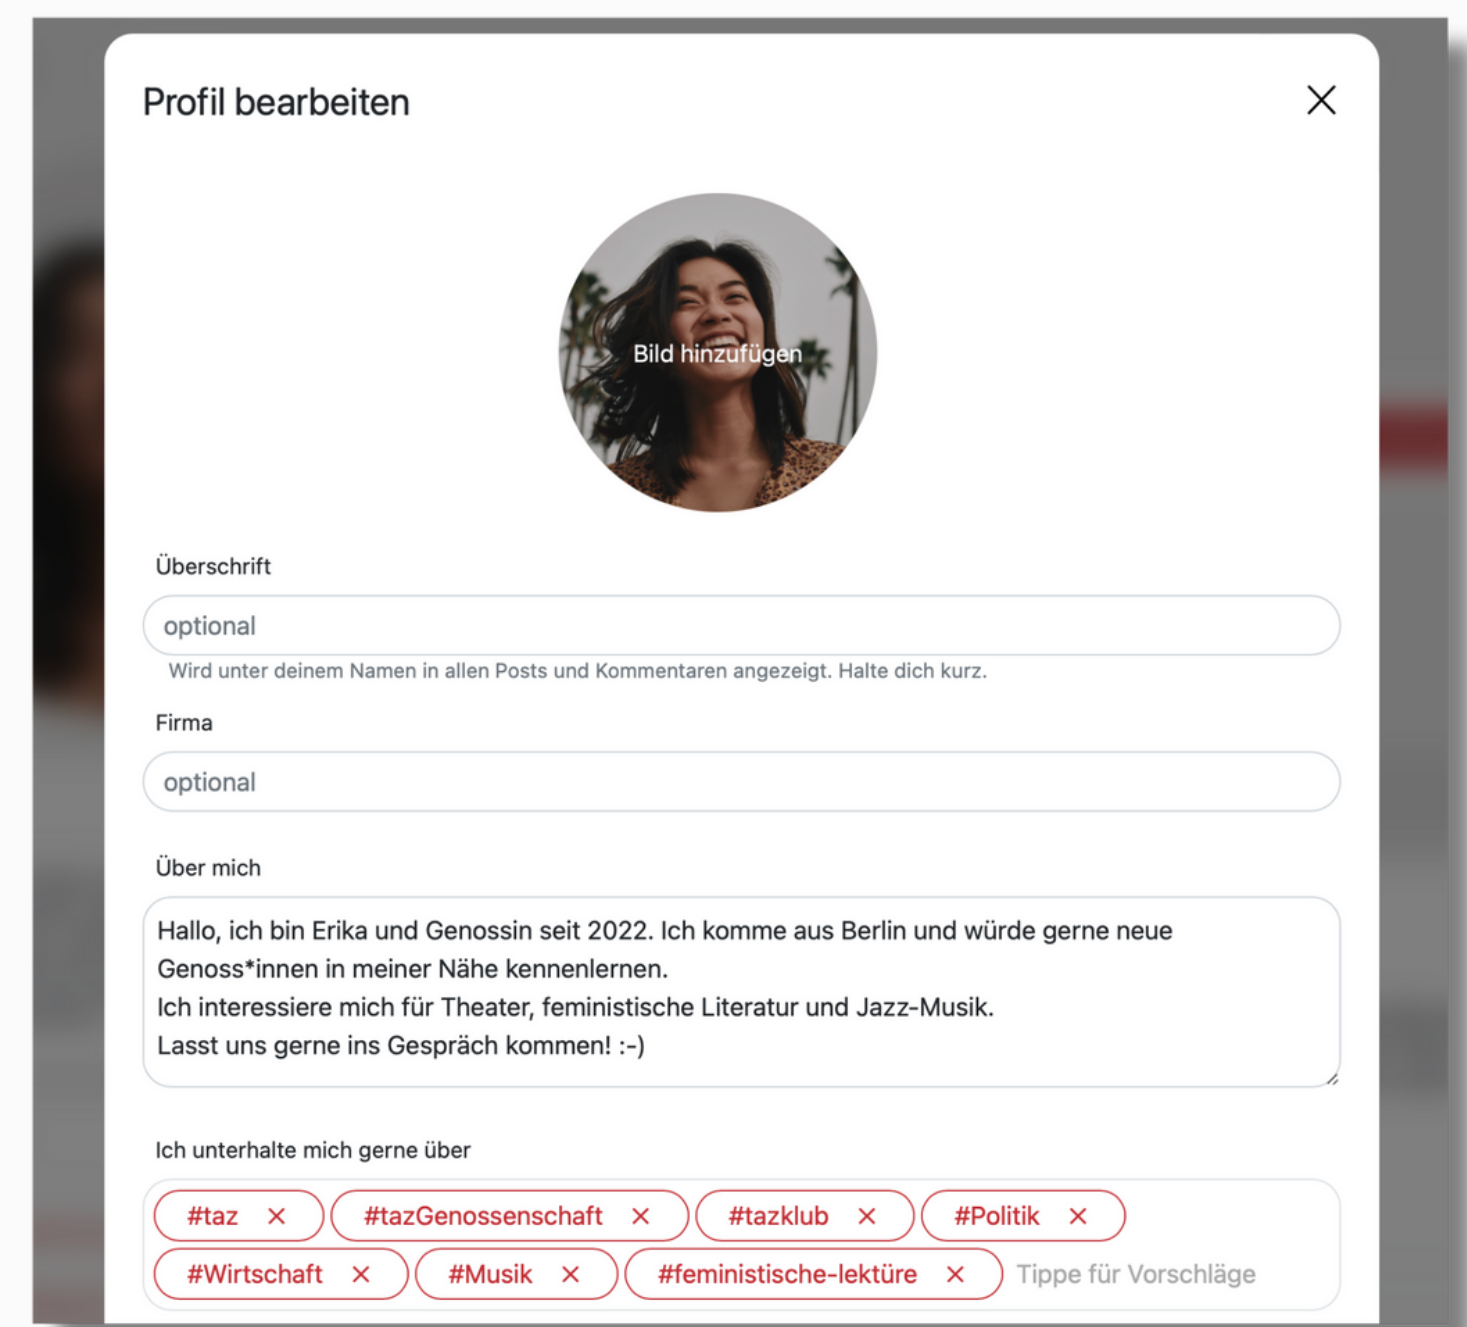 Profil bearbeiten
Bild hinzufügen
Überschrift
optional
Wird unter deinem Namen in allen Posts und Kommentaren angezeigt. Halte dich kurz.
Firma
optional
Über mich
Hallo, ich bin Erika und Genossin seit 2022. Ich komme aus Berlin und würde gerne neue
Genoss*innen in meiner Nähe kennenlernen.
Ich interessiere mich für Theater, feministische Literatur und Jazz-Musik.
Lasst uns gerne ins Gespräch kommen! :-)
Ich unterhalte mich gerne über
#taz × #tazGenossenschaft × #tazklub × #Politik ×
#Wirtschaft × #Musik × #feministische-lektüre × Tippe für Vorschläge